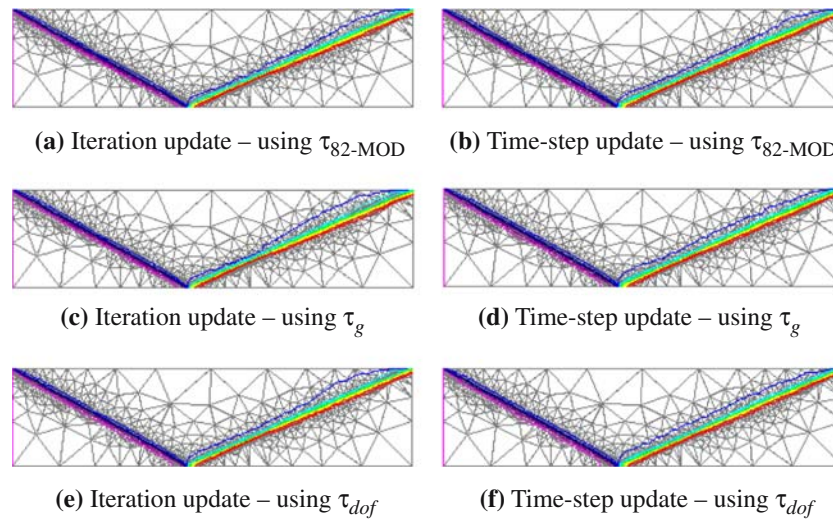 (a) Iteration update – using τ82-MOD
(b) Time-step update – using τ82-MOD
(c) Iteration update – using τg
(d) Time-step update – using τg
(e) Iteration update – using τdof
(f) Time-step update – using τdof